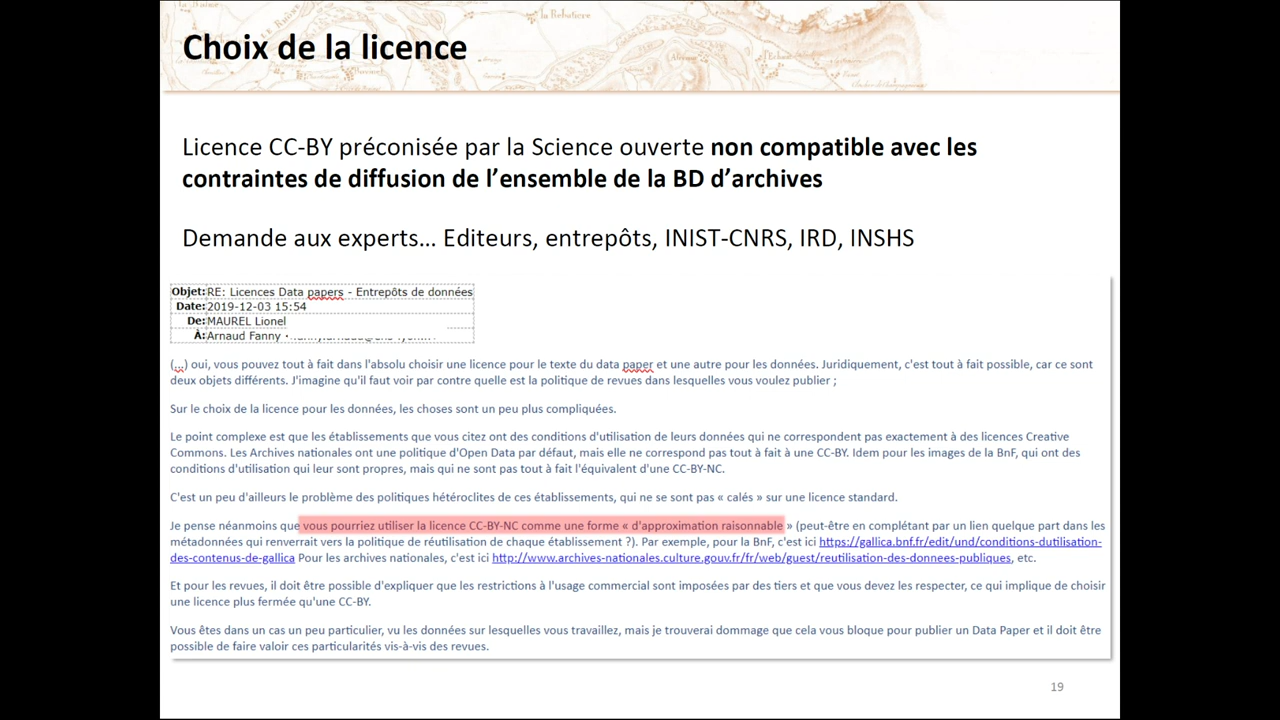 la Rebatiere
Echine
Choix de la licence
Licence CC-BY préconisée par la Science ouverte non compatible avec les
contraintes de diffusion de l’ensemble de la BD d’archives
Demande aux experts… Editeurs, entrepôts, INIST-CNRS, IRD, INSHS
Objet: RE: Licences Data papers - Entrepôts de données
Date: 2019-12-03 15:54
De: MAUREL Lionel
À: Arnaud Fanny
(...) oui, vous pouvez tout à fait dans l'absolu choisir une licence pour le texte du data paper et une autre pour les données. Juridiquement, c'est tout à fait possible, car ce sont
deux objets différents. J'imagine qu'il faut voir par contre quelle est la politique de revues dans lesquelles vous voulez publier ;
Sur le choix de la licence pour les données, les choses sont un peu plus compliquées.
Le point complexe est que les établissements que vous citez ont des conditions d'utilisation de leurs données qui ne correspondent pas exactement à des licences Creative
Commons. Les Archives nationales ont une politique d'Open Data par défaut, mais elle ne correspond pas tout à fait à une CC-BY. Idem pour les images de la BnF, qui ont des
conditions d'utilisation qui leur sont propres, mais qui ne sont pas tout à fait l'équivalent d'une CC-BY-NC.
C'est un peu d'ailleurs le problème des politiques hétéroclites de ces établissements, qui ne se sont pas « calés » sur une licence standard.
Je pense néanmoins que vous pourriez utiliser la licence CC-BY-NC comme une forme « d'approximation raisonnable » (peut-être en complétant par un lien quelque part dans les
métadonnées qui renverrait vers la politique de réutilisation de chaque établissement ?). Par exemple, pour la BnF, c'est ici https://gallica.bnf.fr/edit/und/conditions-dutilisation-
des-contenus-de-gallica Pour les archives nationales, c'est ici http://www.archives-nationales.culture.gouv.fr/fr/web/guest/reutilisation-des-donnees-publiques, etc.
Et pour les revues, il doit être possible d'expliquer que les restrictions à l'usage commercial sont imposées par des tiers et que vous devez les respecter, ce qui implique de choisir
une licence plus fermée qu'une CC-BY.
Vous êtes dans un cas un peu particulier, vu les données sur lesquelles vous travaillez, mais je trouverai dommage que cela vous bloque pour publier un Data Paper et il doit être
possible de faire valoir ces particularités vis-à-vis des revues.
19